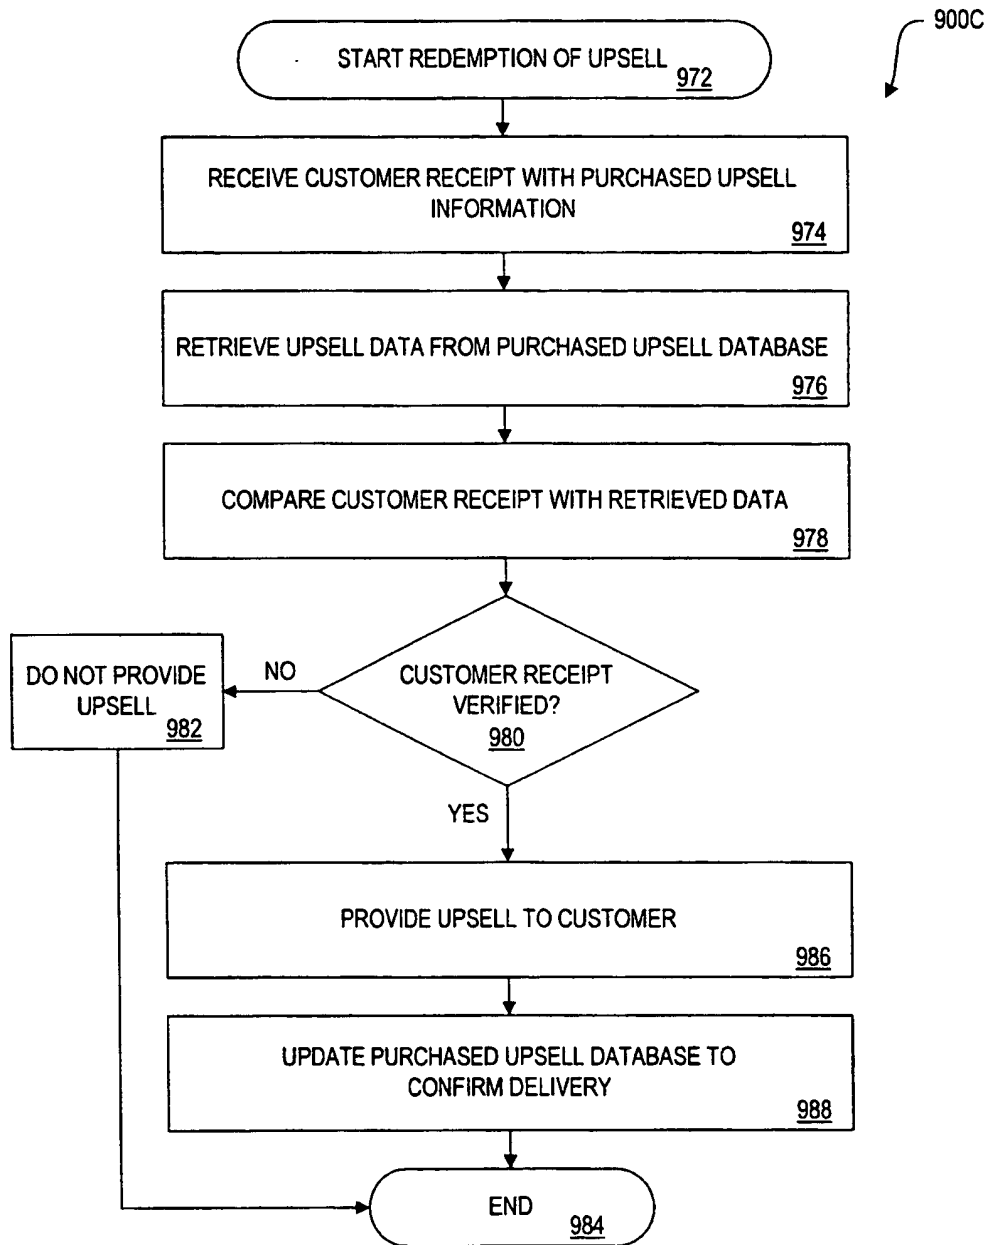 900C
START REDEMPTION OF UPSELL
972
RECEIVE CUSTOMER RECEIPT WITH PURCHASED UPSELL
INFORMATION
974
RETRIEVE UPSELL DATA FROM PURCHASED UPSELL DATABASE
976
COMPARE CUSTOMER RECEIPT WITH RETRIEVED DATA
978
CUSTOMER RECEIPT
VERIFIED?
980
NO
DO NOT PROVIDE
UPSELL
982
YES
PROVIDE UPSELL TO CUSTOMER
986
UPDATE PURCHASED UPSELL DATABASE TO
CONFIRM DELIVERY
988
END
984